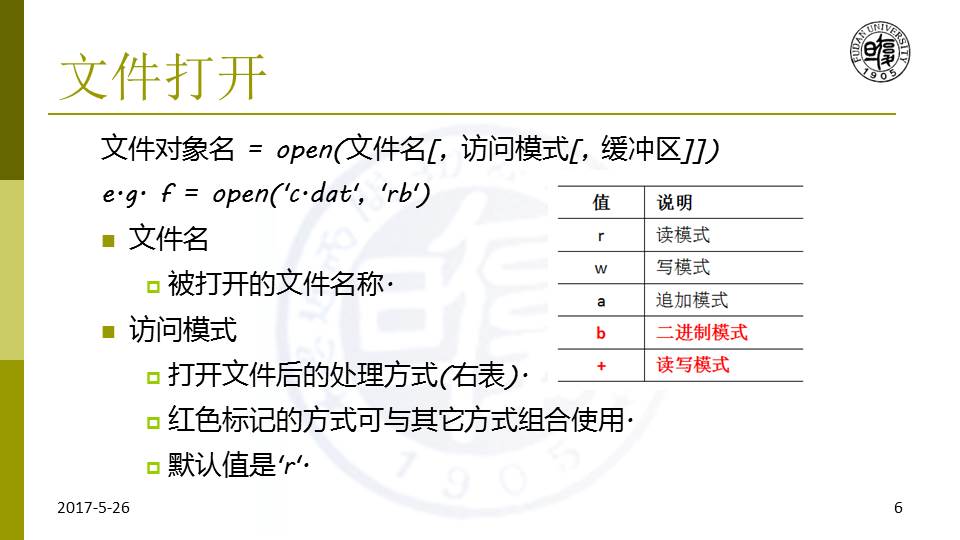 文件打开
FUDAN UNIVERSITY
1905
文件对象名 = open(文件名[, 访问模式[, 缓冲区]])
e.g. f = open('c.dat', 'rb')
文件名
被打开的文件名称.
访问模式
打开文件后的处理方式(右表).
红色标记的方式可与其它方式组合使用.
默认值是'r'.
值 说明
r 读模式
w 写模式
a 追加模式
b 二进制模式
+ 读写模式
1905
2017-5-26
6